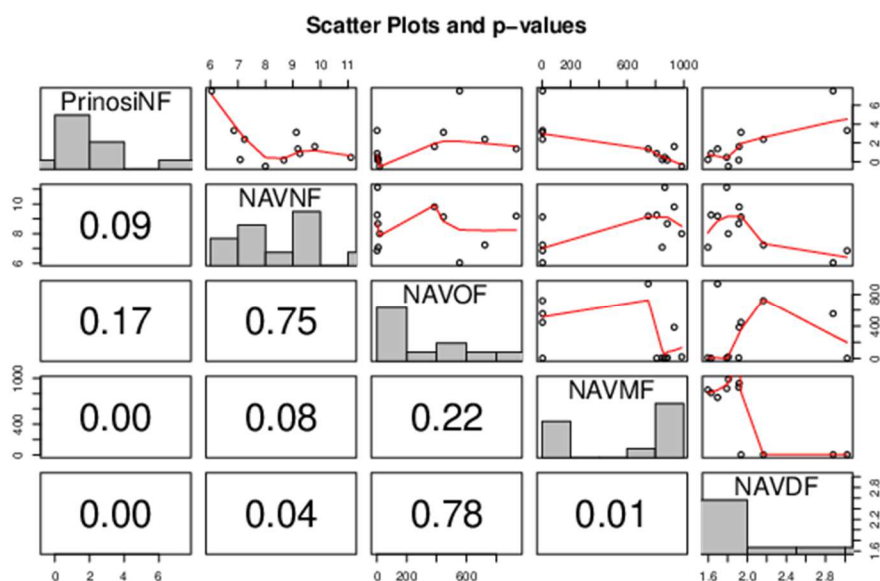 Scatter Plots and p−values
6 7 8 9 10 11
0 200 600 1000
PrinosiNF
0 2 4 6
NAVNF
6 8 10
0.09
NAVOF
0.17 0.75
0 400 800
NAVMF
0 400 1000
0.00 0.08 0.22
NAVDF
0.00 0.04 0.78 0.01
1.6 2.2 2.8
0 2 4 6
0 200 600
1.6 2.0 2.4 2.8